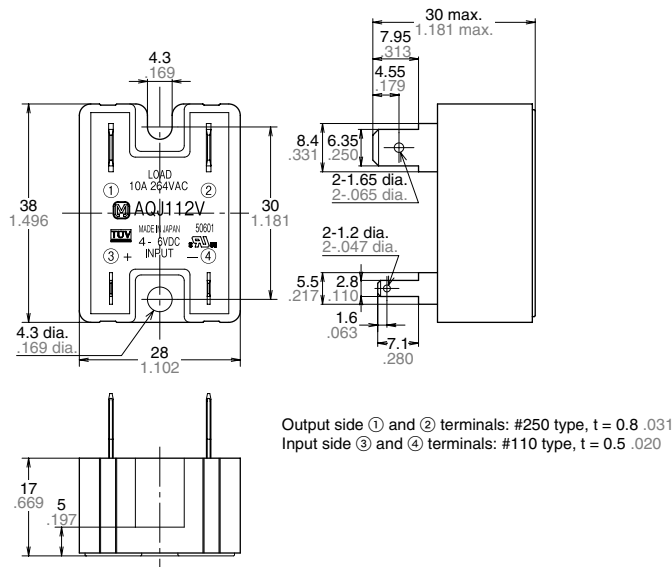 30 max.
1.181 max.
7.95
.313
4.3
.169
4.55
.179
8.4
.331
6.35
.250
LOAD
10A 264VAC
① ②
2-1.65 dia.
2-.065 dia.
38
1.496
30
1.181
AQJ112V
TÜV
MADE IN JAPAN
50601
4 - 6VDC
INPUT
③ + – ④
2-1.2 dia.
2-.047 dia.
5.5
.217
2.8
.110
1.6
.063
7.1
.280
4.3 dia.
.169 dia.
28
1.102
Output side ① and ② terminals: #250 type, t = 0.8 .031
Input side ③ and ④ terminals: #110 type, t = 0.5 .020
17
.669
5
.197